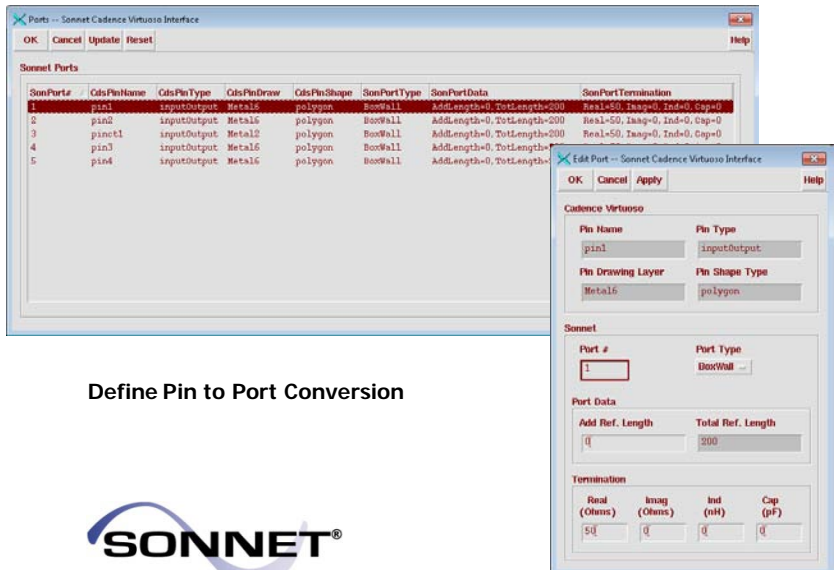 Ports -- Sonnet Cadence Virtuoso Interface
OK Cancel Update Reset Help
Sonnet Ports
SonPort# CdsPinName CdsPinType CdsPinDraw CdsPinShape SonPortType SonPortData SonPortTermination
1 pin1 inputOutput Metal6 polygon BoxWall AddLength=0, TotLength=200 Real=50, Imag=0, Ind=0, Cap=0
2 pin2 inputOutput Metal6 polygon BoxWall AddLength=0, TotLength=200 Real=50, Imag=0, Ind=0, Cap=0
3 pinct1 inputOutput Metal2 polygon BoxWall AddLength=0, TotLength=200 Real=50, Imag=0, Ind=0, Cap=0
4 pin3 inputOutput Metal6 polygon BoxWall
5 pin4 inputOutput Metal6 polygon BoxWall
Edit Port -- Sonnet Cadence Virtuoso Interface
OK Cancel Apply Help
Cadence Virtuoso
Pin Name Pin Type
pin1 inputOutput
Pin Drawing Layer Pin Shape Type
Metal6 polygon
Sonnet
Port # Port Type
1 BoxWall
Port Data
Add Ref. Length Total Ref. Length
0 200
Termination
Real (Ohms) Imag (Ohms) Ind (nH) Cap (pF)
50 0 0 0
Define Pin to Port Conversion
SONNET®